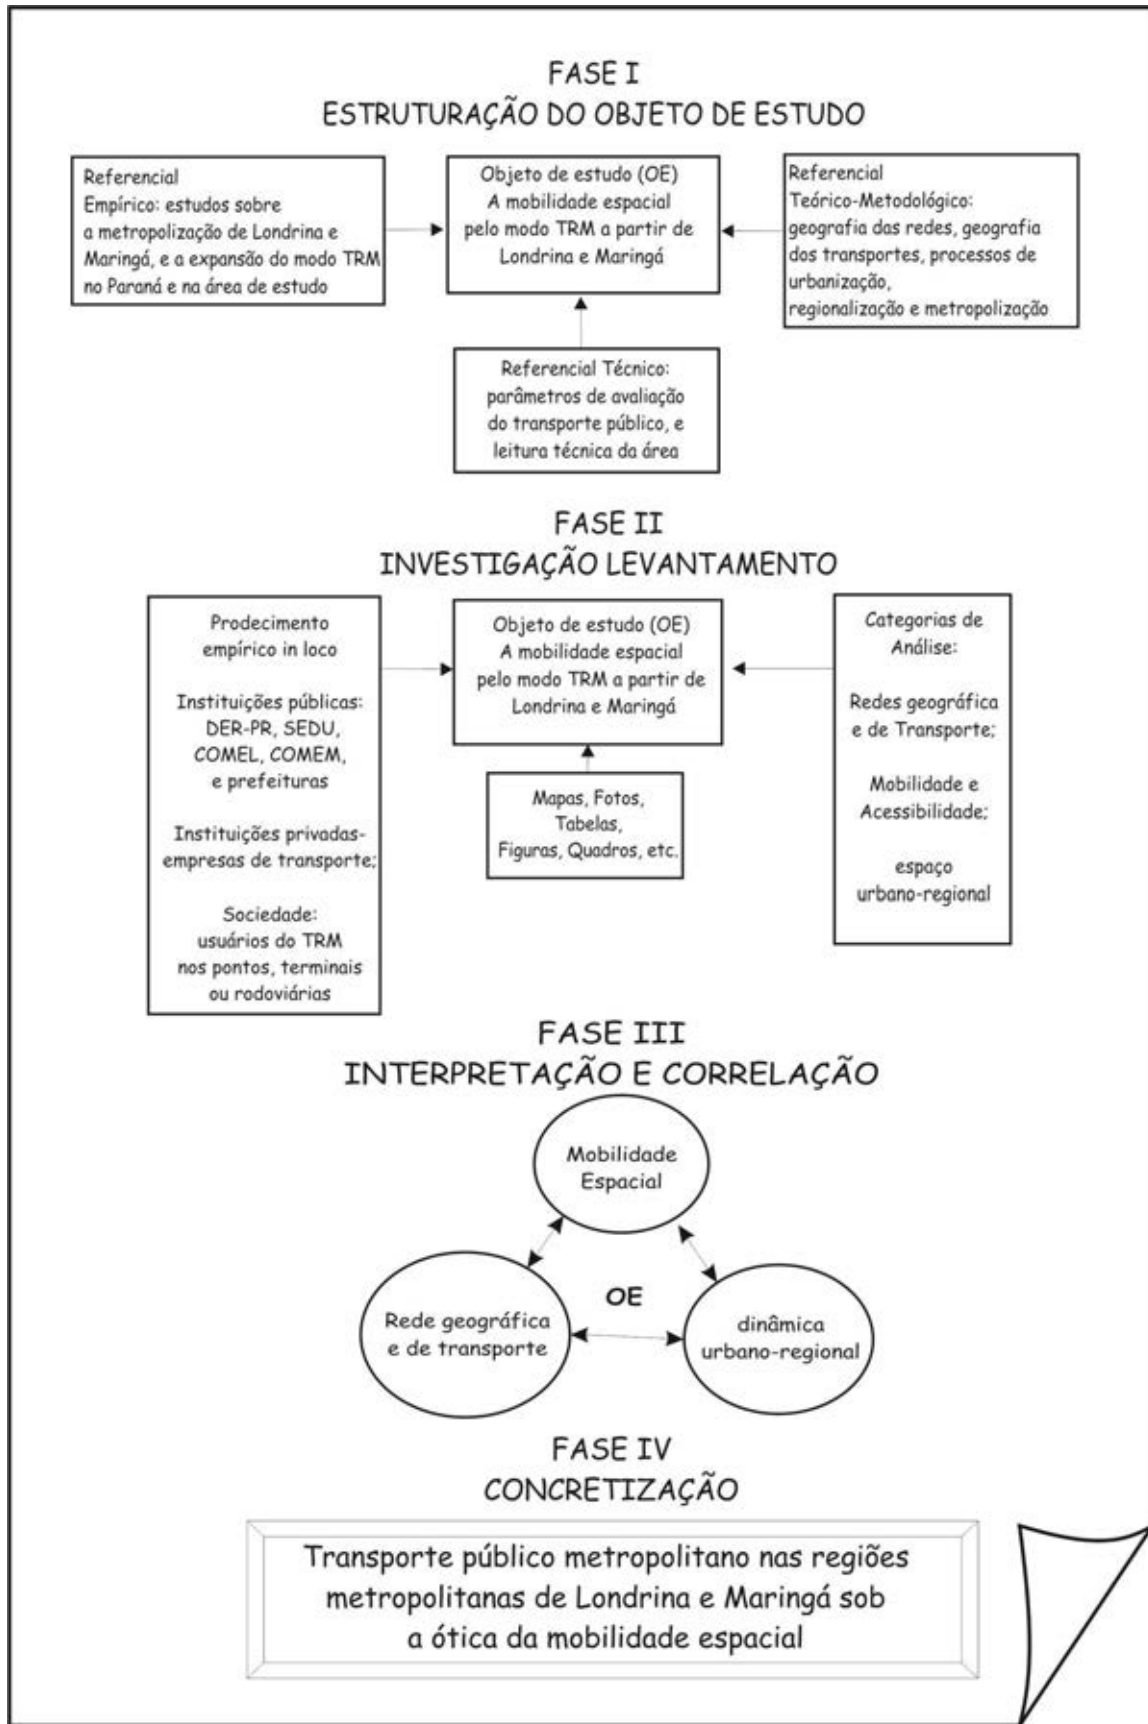 FASE I
ESTRUTURAÇÃO DO OBJETO DE ESTUDO
Referencial
Empírico: estudos sobre
a metropolização de Londrina e
Maringá, e a expansão do modo TRM
no Paraná e na área de estudo
Objeto de estudo (OE)
A mobilidade espacial
pelo modo TRM a partir de
Londrina e Maringá
Referencial
Teórico-Metodológico:
geografia das redes, geografia
dos transportes, processos de
urbanização,
regionalização e metropolização
Referencial Técnico:
parâmetros de avaliação
do transporte público, e
leitura técnica da área
FASE II
INVESTIGAÇÃO LEVANTAMENTO
Prodecimento
empírico in loco
Instituições públicas:
DER-PR, SEDU,
COMEL, COMEM,
e prefeituras
Instituições privadas-
empresas de transporte;
Sociedade:
usuários do TRM
nos pontos, terminais
ou rodoviárias
Objeto de estudo (OE)
A mobilidade espacial
pelo modo TRM a partir de
Londrina e Maringá
Mapas, Fotos,
Tabelas,
Figuras, Quadros, etc.
Categorias de
Análise:
Redes geográfica
e de Transporte;
Mobilidade e
Acessibilidade;
espaço
urbano-regional
FASE III
INTERPRETAÇÃO E CORRELAÇÃO
Mobilidade
Espacial
OE
Rede geográfica
e de transporte
dinâmica
urbano-regional
FASE IV
CONCRETIZAÇÃO
Transporte público metropolitano nas regiões
metropolitanas de Londrina e Maringá sob
a ótica da mobilidade espacial